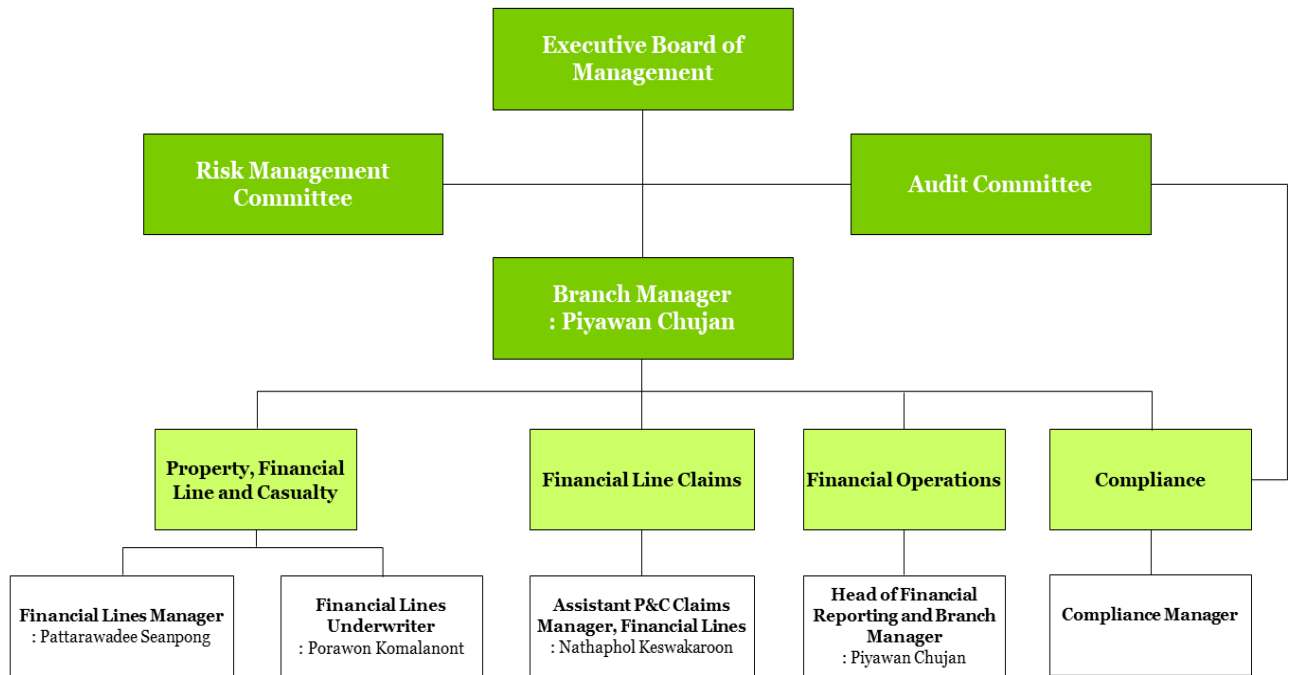 Executive Board of
Management
Risk Management
Committee
Audit Committee
Branch Manager
: Piyawan Chujan
Property, Financial
Line and Casualty
Financial Line Claims
Financial Operations
Compliance
Financial Lines Manager
: Pattarawadee Seanpong
Financial Lines
Underwriter
: Porawon Komalanont
Assistant P&C Claims
Manager, Financial Lines
: Nathaphol Keswakaroon
Head of Financial
Reporting and Branch
Manager
: Piyawan Chujan
Compliance Manager